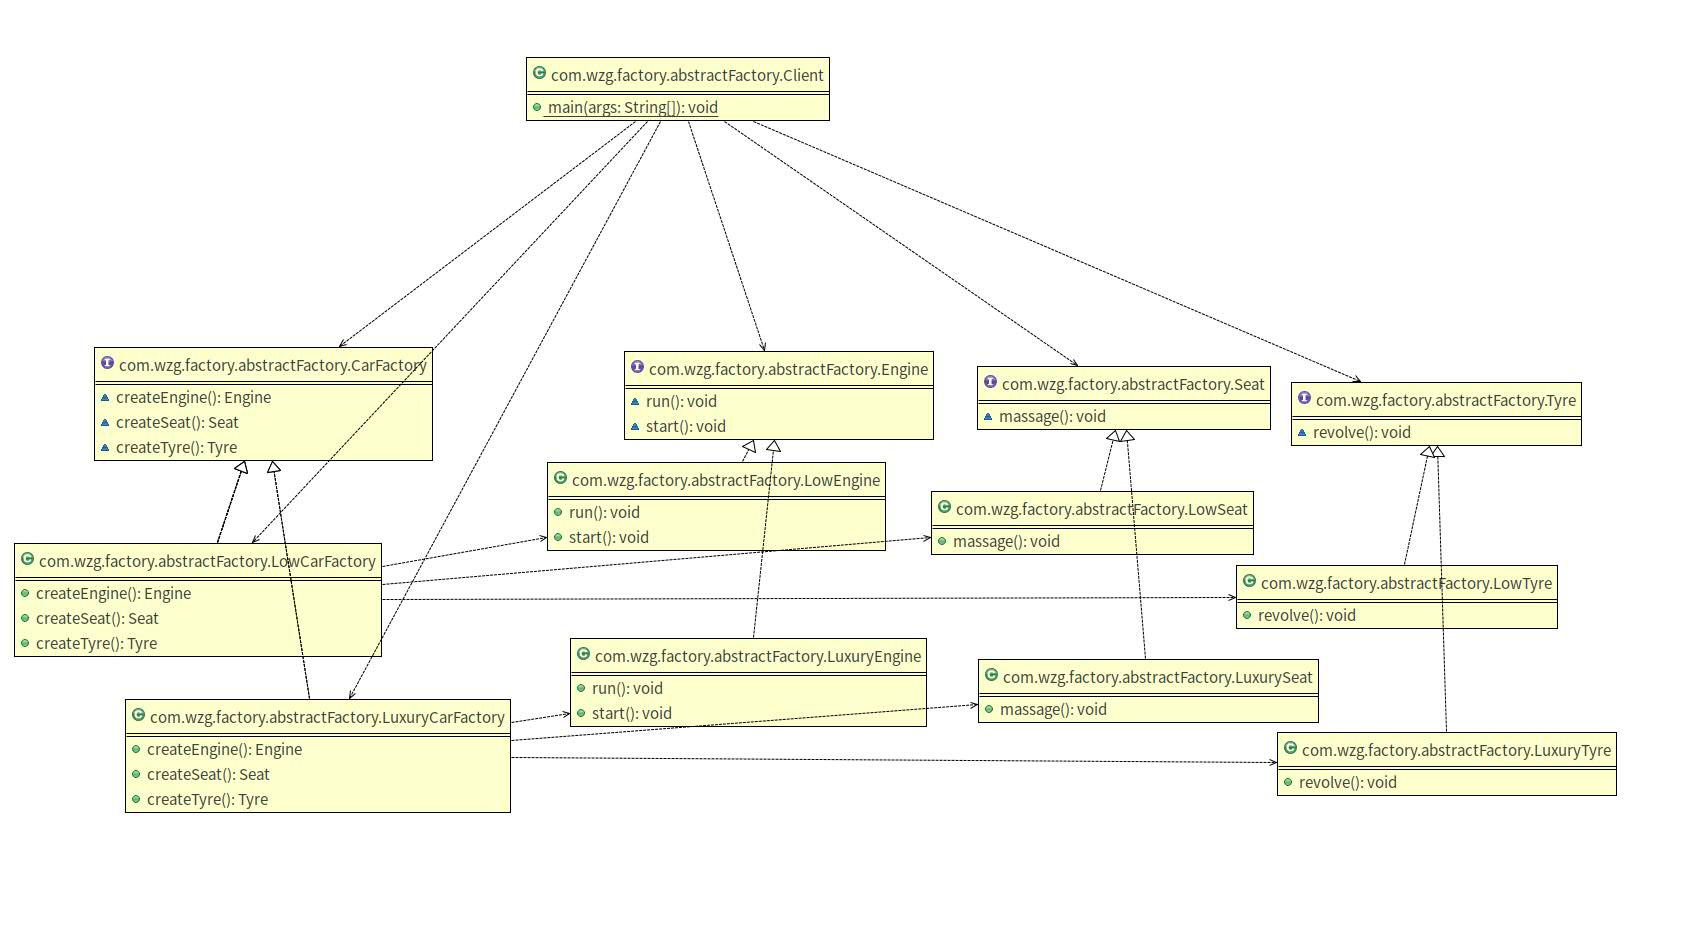 com.wzg.factory.abstractFactory.Client
main(args: String[]): void
com.wzg.factory.abstractFactory.CarFactory
createEngine(): Engine
createSeat(): Seat
createTyre(): Tyre
com.wzg.factory.abstractFactory.Engine
run(): void
start(): void
com.wzg.factory.abstractFactory.Seat
massage(): void
com.wzg.factory.abstractFactory.Tyre
revolve(): void
com.wzg.factory.abstractFactory.LowCarFactory
createEngine(): Engine
createSeat(): Seat
createTyre(): Tyre
com.wzg.factory.abstractFactory.LowEngine
run(): void
start(): void
com.wzg.factory.abstractFactory.LowSeat
massage(): void
com.wzg.factory.abstractFactory.LowTyre
revolve(): void
com.wzg.factory.abstractFactory.LuxuryCarFactory
createEngine(): Engine
createSeat(): Seat
createTyre(): Tyre
com.wzg.factory.abstractFactory.LuxuryEngine
run(): void
start(): void
com.wzg.factory.abstractFactory.LuxurySeat
massage(): void
com.wzg.factory.abstractFactory.LuxuryTyre
revolve(): void